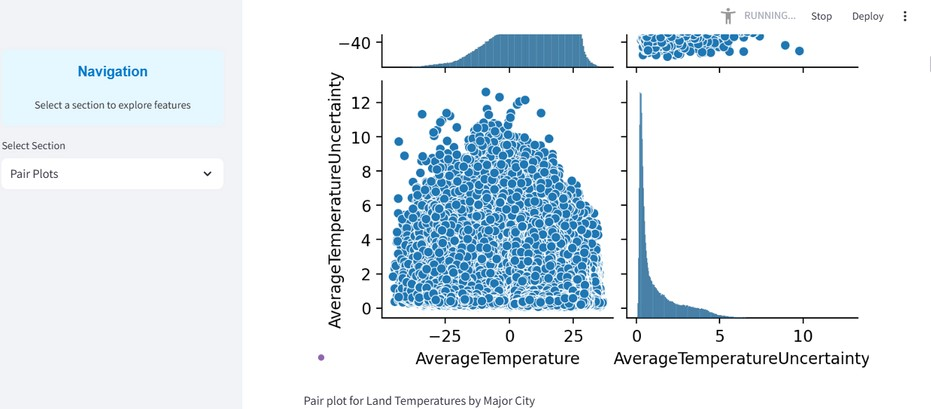 RUNNING...
Stop
Deploy
Navigation
Select a section to explore features
Select Section
Pair Plots
−40
AverageTemperatureUncertainty
12
10
8
6
4
2
0
−25 0 25
0 5 10
AverageTemperature
AverageTemperatureUncertainty
Pair plot for Land Temperatures by Major City